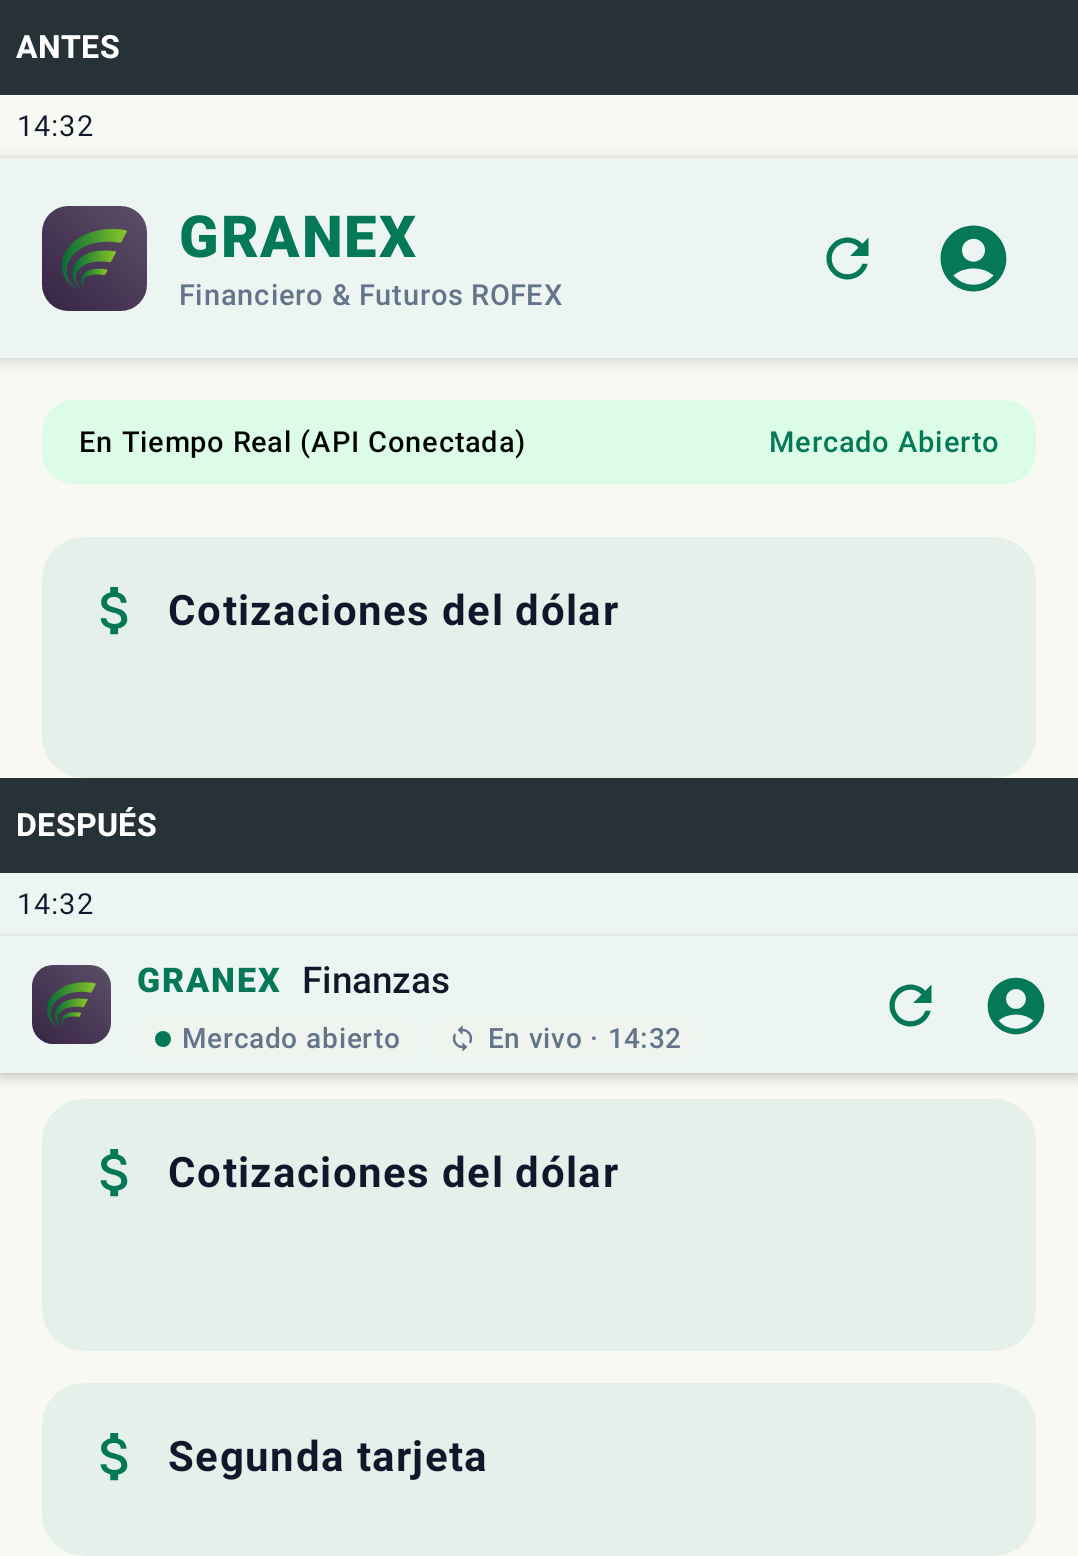 ANTES
14:32
GRANEX
Financiero & Futuros ROFEX
En Tiempo Real (API Conectada) Mercado Abierto
$ Cotizaciones del dólar
DESPUÉS
14:32
GRANEX Finanzas
Mercado abierto En vivo · 14:32
$ Cotizaciones del dólar
$ Segunda tarjeta